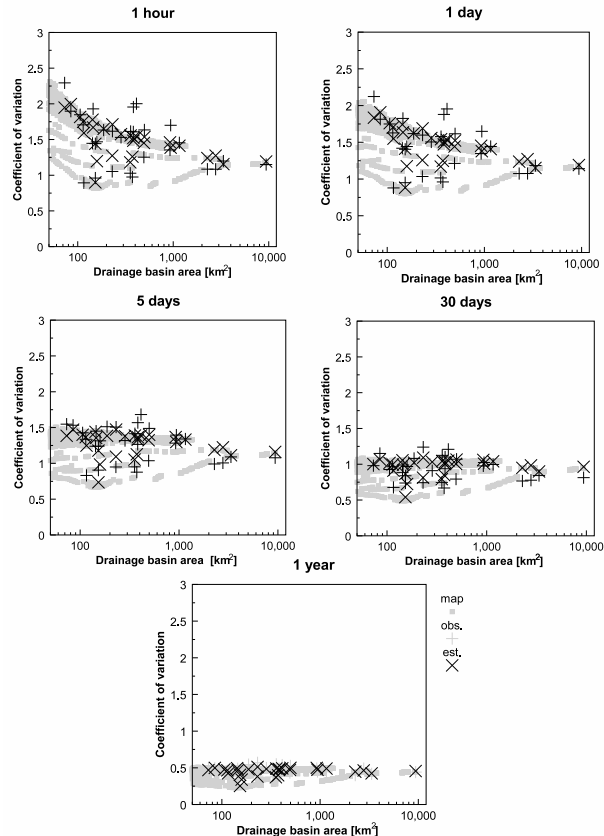 1 hour
3
2.5
2
1.5
1
0.5
0
Coefficient of variation
100
1,000
10,000
Drainage basin area [km2]
1 day
3
2.5
2
1.5
1
0.5
0
Coefficient of variation
100
1,000
10,000
Drainage basin area [km2]
5 days
3
2.5
2
1.5
1
0.5
0
Coefficient of variation
100
1,000
10,000
Drainage basin area [km2]
30 days
3
2.5
2
1.5
1
0.5
0
Coefficient of variation
100
1,000
10,000
Drainage basin area [km2]
1 year
3
2.5
2
1.5
1
0.5
0
Coefficient of variation
100
1,000
10,000
Drainage basin area [km2]
map
obs.
est.